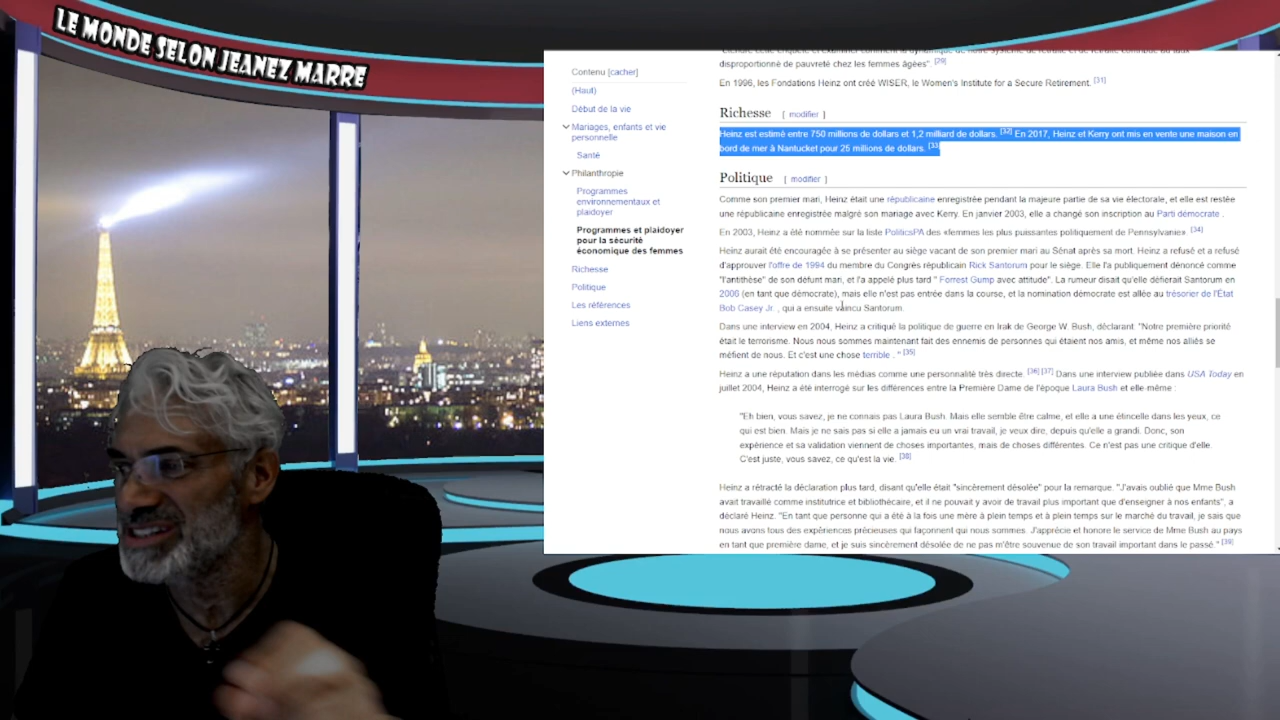 LE MONDE SELON JEANEZ MARRE
disproportionné de pauvreté chez les femmes âgées". [29]
En 1996, les Fondations Heinz ont créé WISER, le Women's Institute for a Secure Retirement. [31]
Contenu [cacher]
(Haut)
Début de la vie
Mariages, enfants et vie
personnelle
Santé
Philanthropie
Programmes
environnementaux et
plaidoyer
Programmes et plaidoyer
pour la sécurité
économique des femmes
Richesse
Politique
Les références
Liens externes
Richesse [ modifier ]
Heinz est estimé entre 750 millions de dollars et 1,2 milliard de dollars. [32] En 2017, Heinz et Kerry ont mis en vente une maison en
bord de mer à Nantucket pour 25 millions de dollars. [33]
Politique [ modifier ]
Comme son premier mari, Heinz était une républicaine enregistrée pendant la majeure partie de sa vie électorale, et elle est restée
une républicaine enregistrée malgré son mariage avec Kerry. En janvier 2003, elle a changé son inscription au Parti démocrate .
En 2003, Heinz a été nommée sur la liste PoliticsPA des «femmes les plus puissantes politiquement de Pennsylvanie» [34]
Heinz aurait été encouragée à se présenter au siège vacant de son premier mari au Sénat après sa mort. Heinz a refusé et a refusé
d'approuver l'offre de 1994 du membre du Congrès républicain Rick Santorum pour le siège. Elle l'a publiquement dénoncé comme
"l'antithèse" de son défunt mari, et l'a appelé plus tard " Forrest Gump avec attitude". La rumeur disait qu'elle défierait Santorum en
2006 (en tant que démocrate), mais elle n'est pas entrée dans la course, et la nomination démocrate est allée au trésorier de l'État
Bob Casey Jr. , qui a ensuite vaincu Santorum.
Dans une interview en 2004, Heinz a critiqué la politique de guerre en Irak de George W. Bush, déclarant: "Notre première priorité
était le terrorisme. Nous nous sommes maintenant fait des ennemis de personnes qui étaient nos amis, et même nos alliés se
méfient de nous. Et c'est une chose terrible . " [35]
Heinz a une réputation dans les médias comme une personnalité très directe. [36] [37] Dans une interview publiée dans USA Today en
juillet 2004, Heinz a été interrogé sur les différences entre la Première Dame de l'époque Laura Bush et elle-même :
"Eh bien, vous savez, je ne connais pas Laura Bush. Mais elle semble être calme, et elle a une étincelle dans les yeux, ce
qui est bien. Mais je ne sais pas si elle a jamais eu un vrai travail, je veux dire, depuis qu'elle a grandi. Donc, son
expérience et sa validation viennent de choses importantes, mais de choses différentes. Ce n'est pas une critique d'elle.
C'est juste, vous savez, ce qu'est la vie. [38]
Heinz a rétracté la déclaration plus tard, disant qu'elle était "sincèrement désolée" pour la remarque. "J'avais oublié que Mme Bush
avait travaillé comme institutrice et bibliothécaire, et il ne pouvait y avoir de travail plus important que d'enseigner à nos enfants", a
déclaré Heinz. "En tant que personne qui a été à la fois une mère à plein temps et à plein temps sur le marché du travail, je sais que
nous avons tous des expériences précieuses qui façonnent qui nous sommes. J'apprécie et honore le service de Mme Bush au pays
en tant que première dame, et je suis sincèrement désolée de ne pas m'être souvenue de son travail important dans le passé." [39]